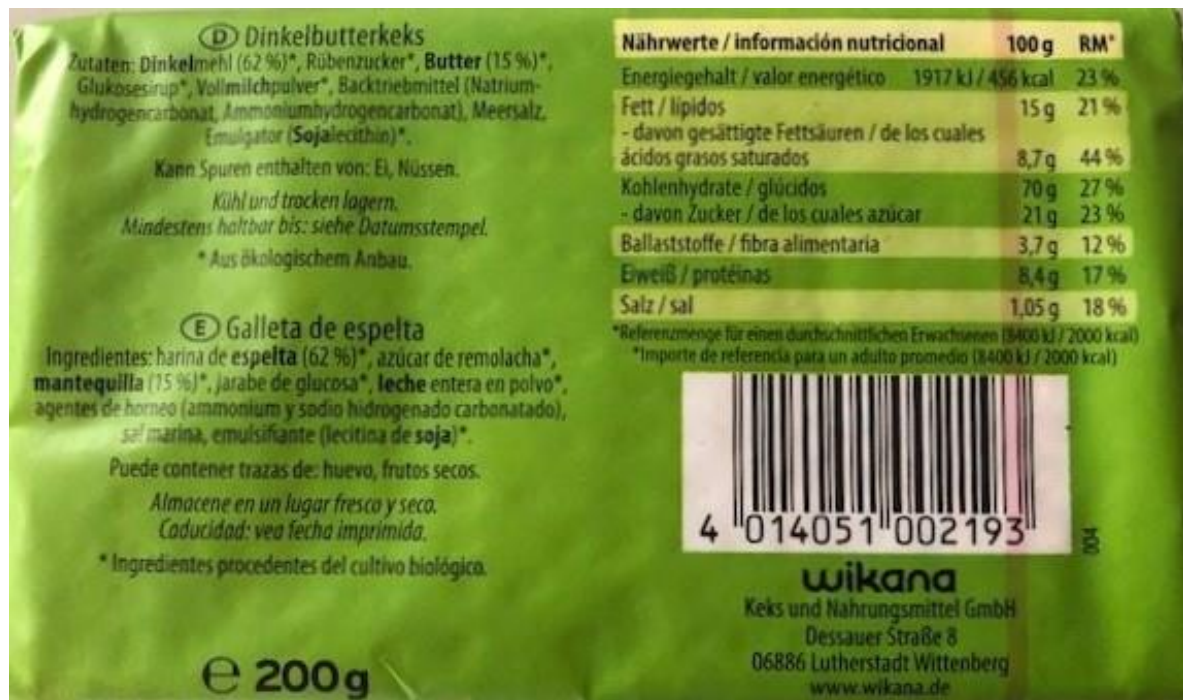 D Dinkelbutterkeks
Zutaten: Dinkelmehl (62 %)*, Rübenzucker*, Butter (15 %)*,
Glukosesirup*, Vollmilchpulver*, Backtriebmittel (Natrium-
hydrogencarbonat, Ammoniumhydrogencarbonat), Meersalz,
Emulgator (Sojalecithin)*.
Kann Spuren enthalten von: Ei, Nüssen.
Kühl und trocken lagern.
Mindestens haltbar bis: siehe Datumsstempel.
* Aus ökologischem Anbau.
E Galleta de espelta
Ingredientes: harina de espelta (62 %)*, azúcar de remolacha*,
mantequilla (15 %)*, jarabe de glucosa*, leche entera en polvo*,
agentes de horneo (ammonium y sodio hidrogenado carbonatado),
sal marina, emulsifiante (lecitina de soja)*.
Puede contener trazas de: huevo, frutos secos.
Almacene en un lugar fresco y seco.
Caducidad: vea fecha imprimida.
* Ingredientes procedentes del cultivo biológico.
e 200g
Nährwerte / información nutricional 100 g RM*
Energiegehalt / valor energético 1917 kJ / 456 kcal 23 %
Fett / lípidos 15 g 21 %
- davon gesättigte Fettsäuren / de los cuales
ácidos grasos saturados 8,7 g 44 %
Kohlenhydrate / glúcidos 70 g 27 %
- davon Zucker / de los cuales azúcar 21 g 23 %
Ballaststoffe / fibra alimentaria 3,7 g 12 %
Eiweiß / protéinas 8,4 g 17 %
Salz / sal 1,05 g 18 %
*Referenzmenge für einen durchschnittlichen Erwachsenen (8400 kJ / 2000 kcal)
*Importe de referencia para un adulto promedio (8400 kJ / 2000 kcal)
4 014051 002193
004
wikana
Keks und Nahrungsmittel GmbH
Dessauer Straße 8
06886 Lutherstadt Wittenberg
www.wikana.de